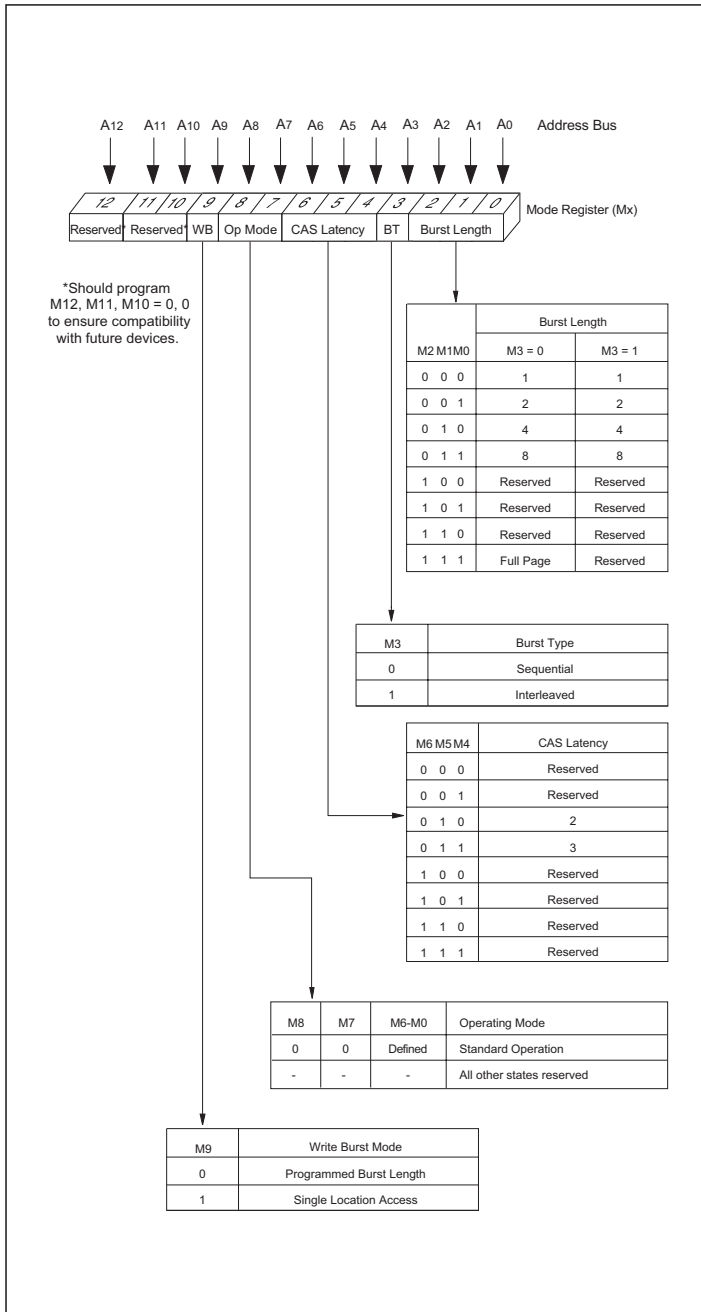 A12 A11 A10 A9 A8 A7 A6 A5 A4 A3 A2 A1 A0 Address Bus
12 11 10 9 8 7 6 5 4 3 2 1 0
Mode Register (Mx)
Reserved* Reserved* WB Op Mode CAS Latency BT Burst Length
*Should program
M12, M11, M10 = 0, 0
to ensure compatibility
with future devices.
Burst Length
M2 M1M0 M3 = 0 M3 = 1
0 0 0 1 1
0 0 1 2 2
0 1 0 4 4
0 1 1 8 8
1 0 0 Reserved Reserved
1 0 1 Reserved Reserved
1 1 0 Reserved Reserved
1 1 1 Full Page Reserved
M3 Burst Type
0 Sequential
1 Interleaved
M6 M5 M4 CAS Latency
0 0 0 Reserved
0 0 1 Reserved
0 1 0 2
0 1 1 3
1 0 0 Reserved
1 0 1 Reserved
1 1 0 Reserved
1 1 1 Reserved
M8 M7 M6-M0 Operating Mode
0 0 Defined Standard Operation
- - - All other states reserved
M9 Write Burst Mode
0 Programmed Burst Length
1 Single Location Access